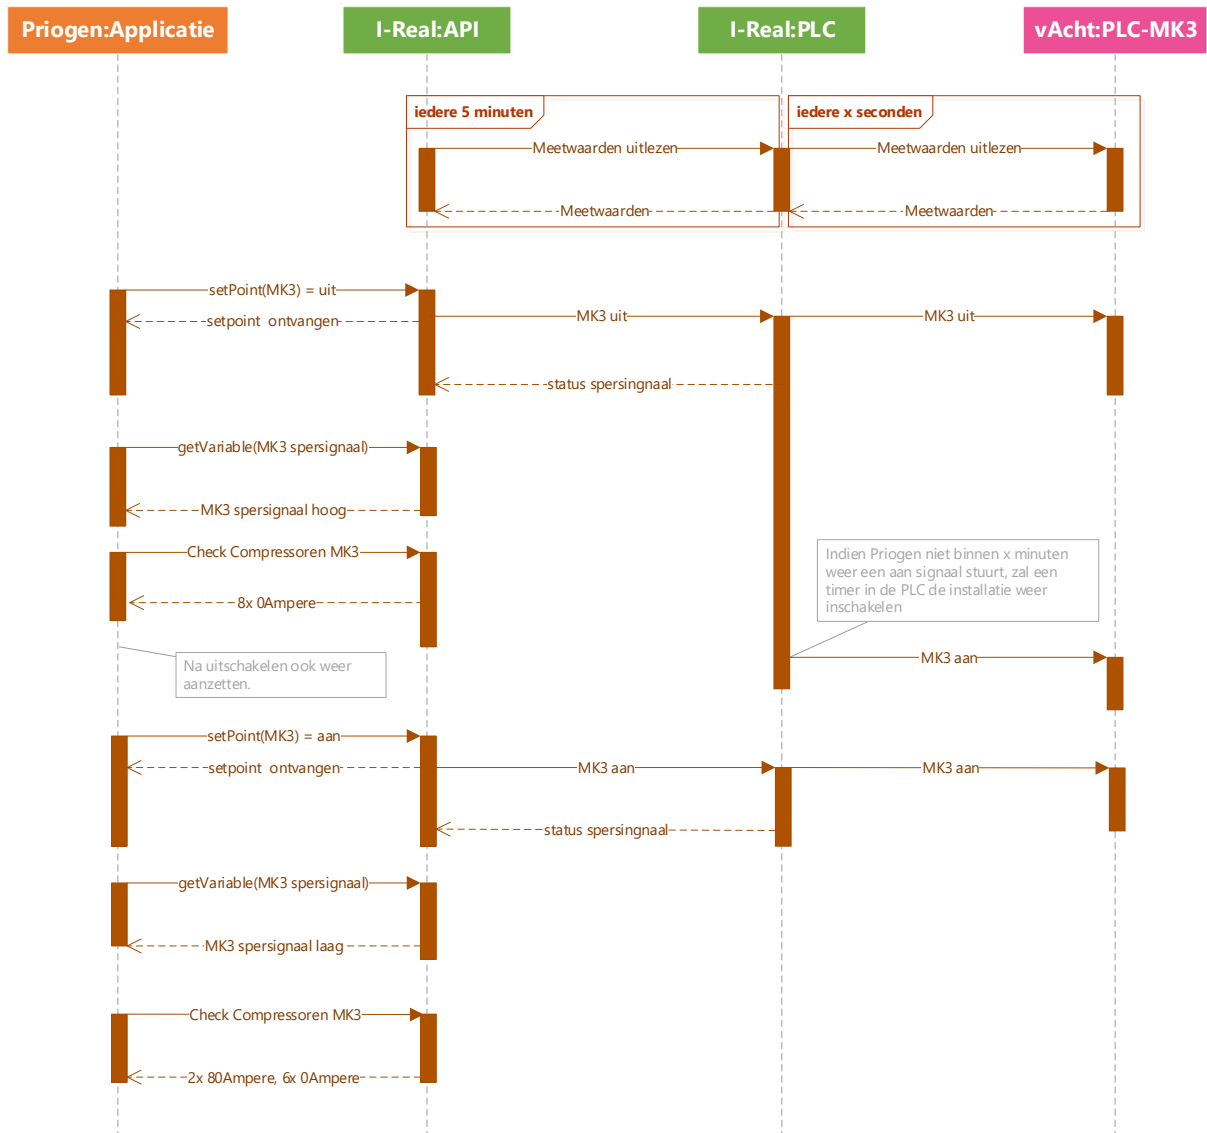 Priogen:Applicatie
I-Real:API
I-Real:PLC
vAcht:PLC-MK3
iedere 5 minuten
iedere x seconden
Meetwaarden uitlezen
Meetwaarden uitlezen
Meetwaarden
Meetwaarden
setPoint(MK3) = uit
setpoint  ontvangen
MK3 uit
MK3 uit
status spersingnaal
getVariable(MK3 spersignaal)
MK3 spersignaal hoog
Check Compressoren MK3
8x 0Ampere
Indien Priogen niet binnen x minuten
weer een aan signaal stuurt, zal een
timer in de PLC de installatie weer
inschakelen
MK3 aan
Na uitschakelen ook weer
aanzetten.
setPoint(MK3) = aan
setpoint  ontvangen
MK3 aan
MK3 aan
status spersingnaal
getVariable(MK3 spersignaal)
MK3 spersignaal laag
Check Compressoren MK3
2x 80Ampere, 6x 0Ampere